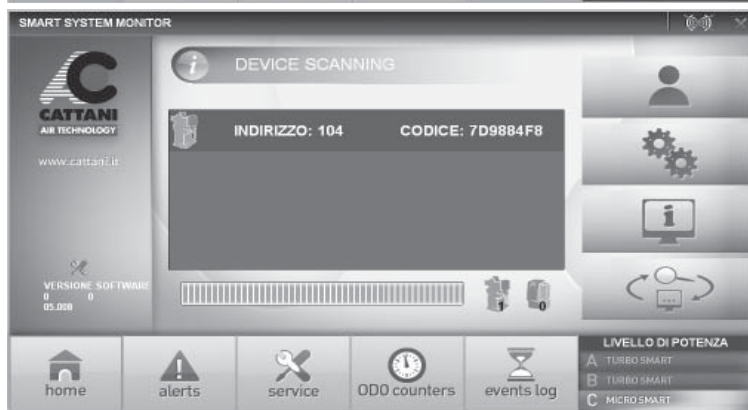 SMART SYSTEM MONITOR
DEVICE SCANNING
CATTANI
AIR TECHNOLOGY
www.cattani.it
INDIRIZZO: 104 CODICE: 7D9884F8
VERSIONE SOFTWARE
0 0
05.000
1 0
home alerts service ODO counters events log
LIVELLO DI POTENZA
A TURBO SMART
B TURBO SMART
C MICRO SMART